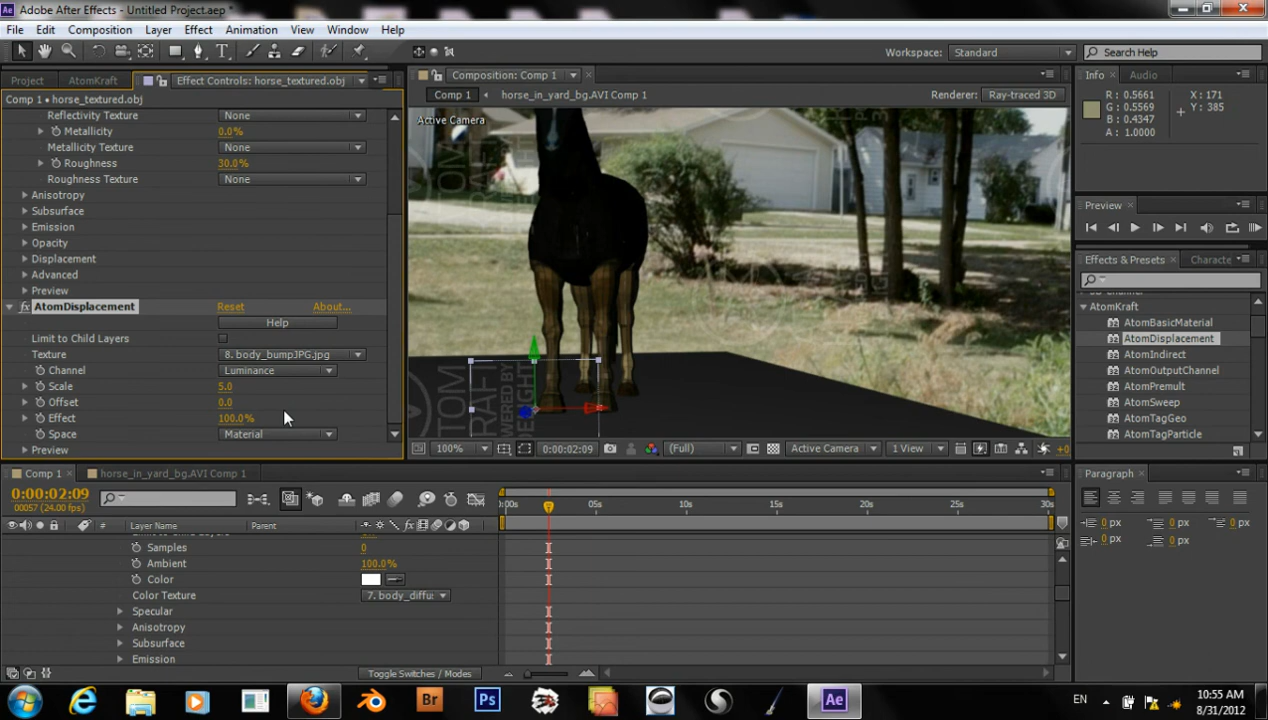 Adobe After Effects - Untitled Project.aep *
File Edit Composition Layer Effect Animation View Window Help
Workspace: Standard Search Help
Project AtomKraft Effect Controls: horse_textured.obj
Composition: Comp 1
Info Audio
Comp 1 • horse_textured.obj
Comp 1 horse_in_yard_bg.AVI Comp 1 Renderer: Ray-traced 3D
R : 0.5661 X : 171
G : 0.5569 Y : 385
B : 0.4347
A : 1.0000
Active Camera
Reflectivity Texture None
Metallicity 0.0%
Metallicity Texture None
Roughness 30.0%
Roughness Texture None
Anisotropy
Subsurface
Emission
Opacity
Displacement
Advanced
Preview
AtomDisplacement Reset About...
Help
Limit to Child Layers
Texture 8. body_bumpJPG.jpg
Channel Luminance
Scale 5.0
Offset 0.0
Effect 100.0%
Space Material
Preview
Preview
Effects & Presets Characte
AtomKraft
AtomBasicMaterial
AtomDisplacement
AtomIndirect
AtomOutputChannel
AtomPremult
AtomSweep
AtomTagGeo
AtomTagParticle
100% 0:00:02:09 (Full) Active Camera 1 View +0
Comp 1 horse_in_yard_bg.AVI Comp 1
Paragraph
0:00:02:09
00057 (24.00 fps)
:00s 05s 10s 15s 20s 25s 30s
# Layer Name Parent
0 px 0 px 0 px
0 px 0 px
Samples 0
Ambient 100.0%
Color
Color Texture 7. body_diffu:
Specular
Anisotropy
Subsurface
Emission
Toggle Switches / Modes
EN 10:55 AM
8/31/2012